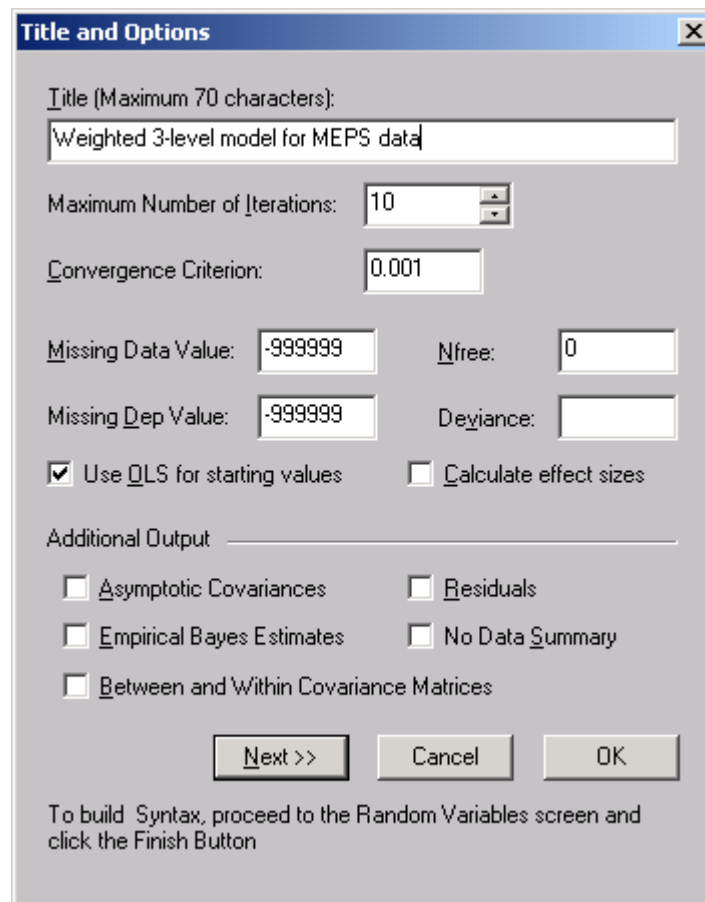 Title and Options
Title (Maximum 70 characters):
Weighted 3-level model for MEPS data
Maximum Number of Iterations: 10
Convergence Criterion: 0.001
Missing Data Value: -999999 Nfree: 0
Missing Dep Value: -999999 Deviance:
Use OLS for starting values Calculate effect sizes
Additional Output
Asymptotic Covariances Residuals
Empirical Bayes Estimates No Data Summary
Between and Within Covariance Matrices
Next >> Cancel OK
To build Syntax, proceed to the Random Variables screen and
click the Finish Button